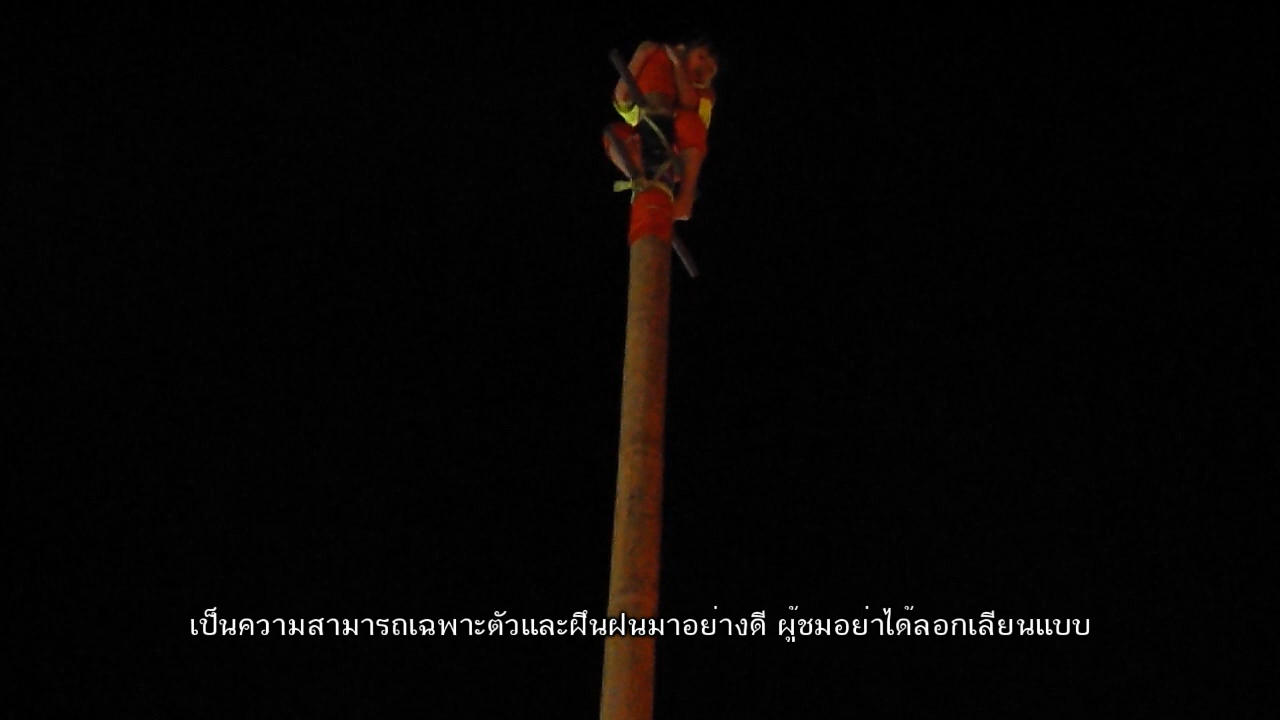 เป็นความสามารถเฉพาะตัวและฝึนฝนมาอย่างดี ผู้ชมอย่าได้ลอกเลียนแบบ